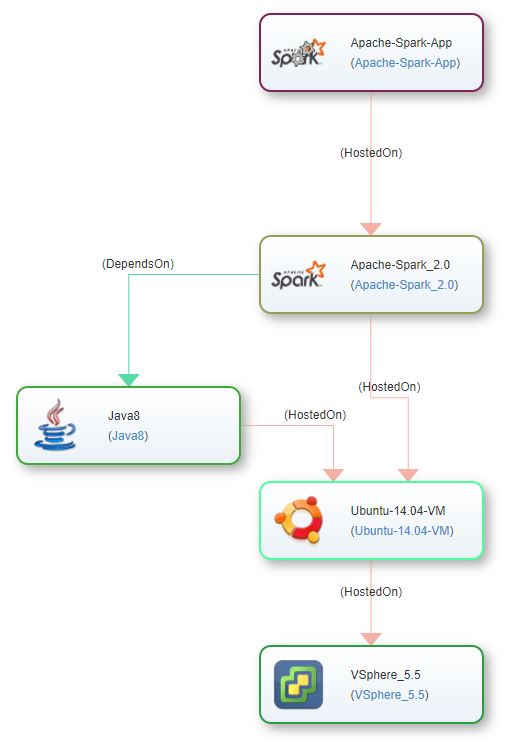 APACHE
Spark
Apache-Spark-App
(Apache-Spark-App)
(HostedOn)
APACHE
Spark
Apache-Spark_2.0
(Apache-Spark_2.0)
(DependsOn)
(HostedOn)
Java8
(Java8)
(HostedOn)
Ubuntu-14.04-VM
(Ubuntu-14.04-VM)
(HostedOn)
VSphere_5.5
(VSphere_5.5)